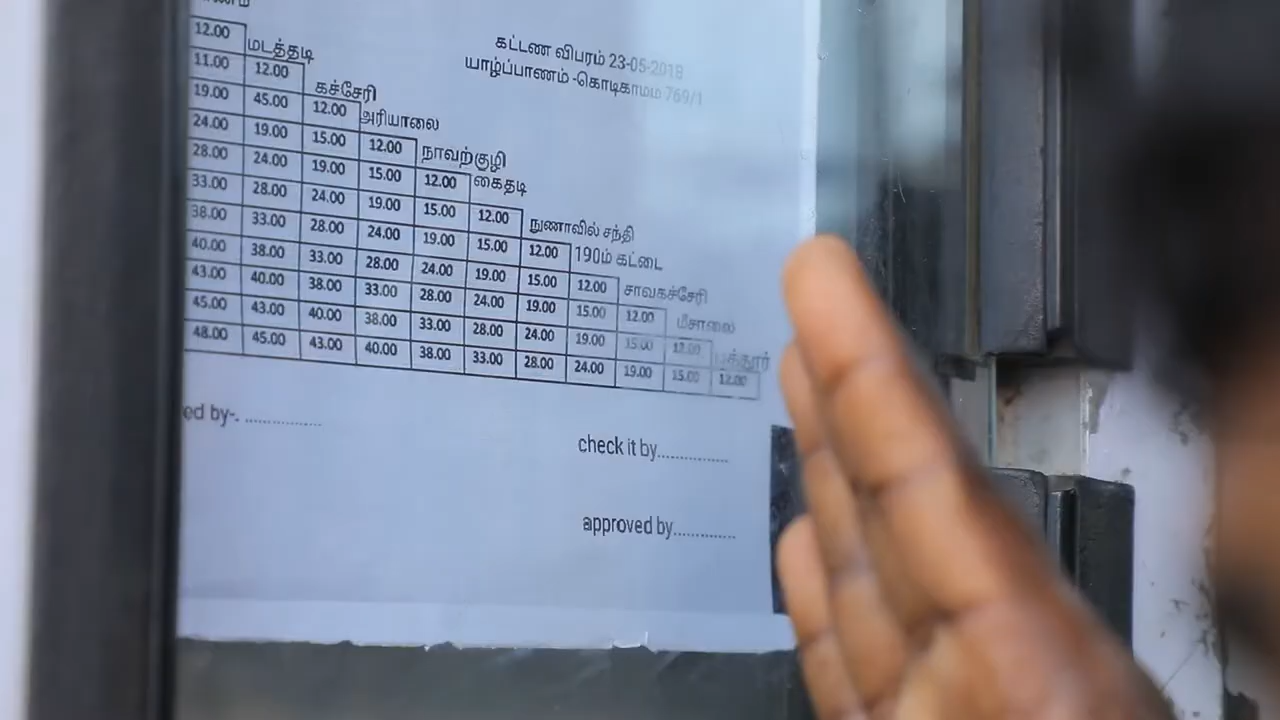 கட்டண விபரம் 23-05-2018
யாழ்ப்பாணம் -கொடிகாமம் 769/1
12.00 மடத்தடி
11.00 12.00 கச்சேரி
19.00 45.00 12.00 அரியாலை
24.00 19.00 15.00 12.00 நாவற்குழி
28.00 24.00 19.00 15.00 12.00 கைதடி
33.00 28.00 24.00 19.00 15.00 12.00 நுணாவில் சந்தி
38.00 33.00 28.00 24.00 19.00 15.00 12.00 190ம் கட்டை
40.00 38.00 33.00 28.00 24.00 19.00 15.00 12.00 சாவகச்சேரி
43.00 40.00 38.00 33.00 28.00 24.00 19.00 15.00 12.00 மீசாலை
45.00 43.00 40.00 38.00 33.00 28.00 24.00 19.00 15.00 12.00 புத்தூர்
48.00 45.00 43.00 40.00 38.00 33.00 28.00 24.00 19.00 15.00 12.00
ed by-. ..............
check it by..............
approved by............